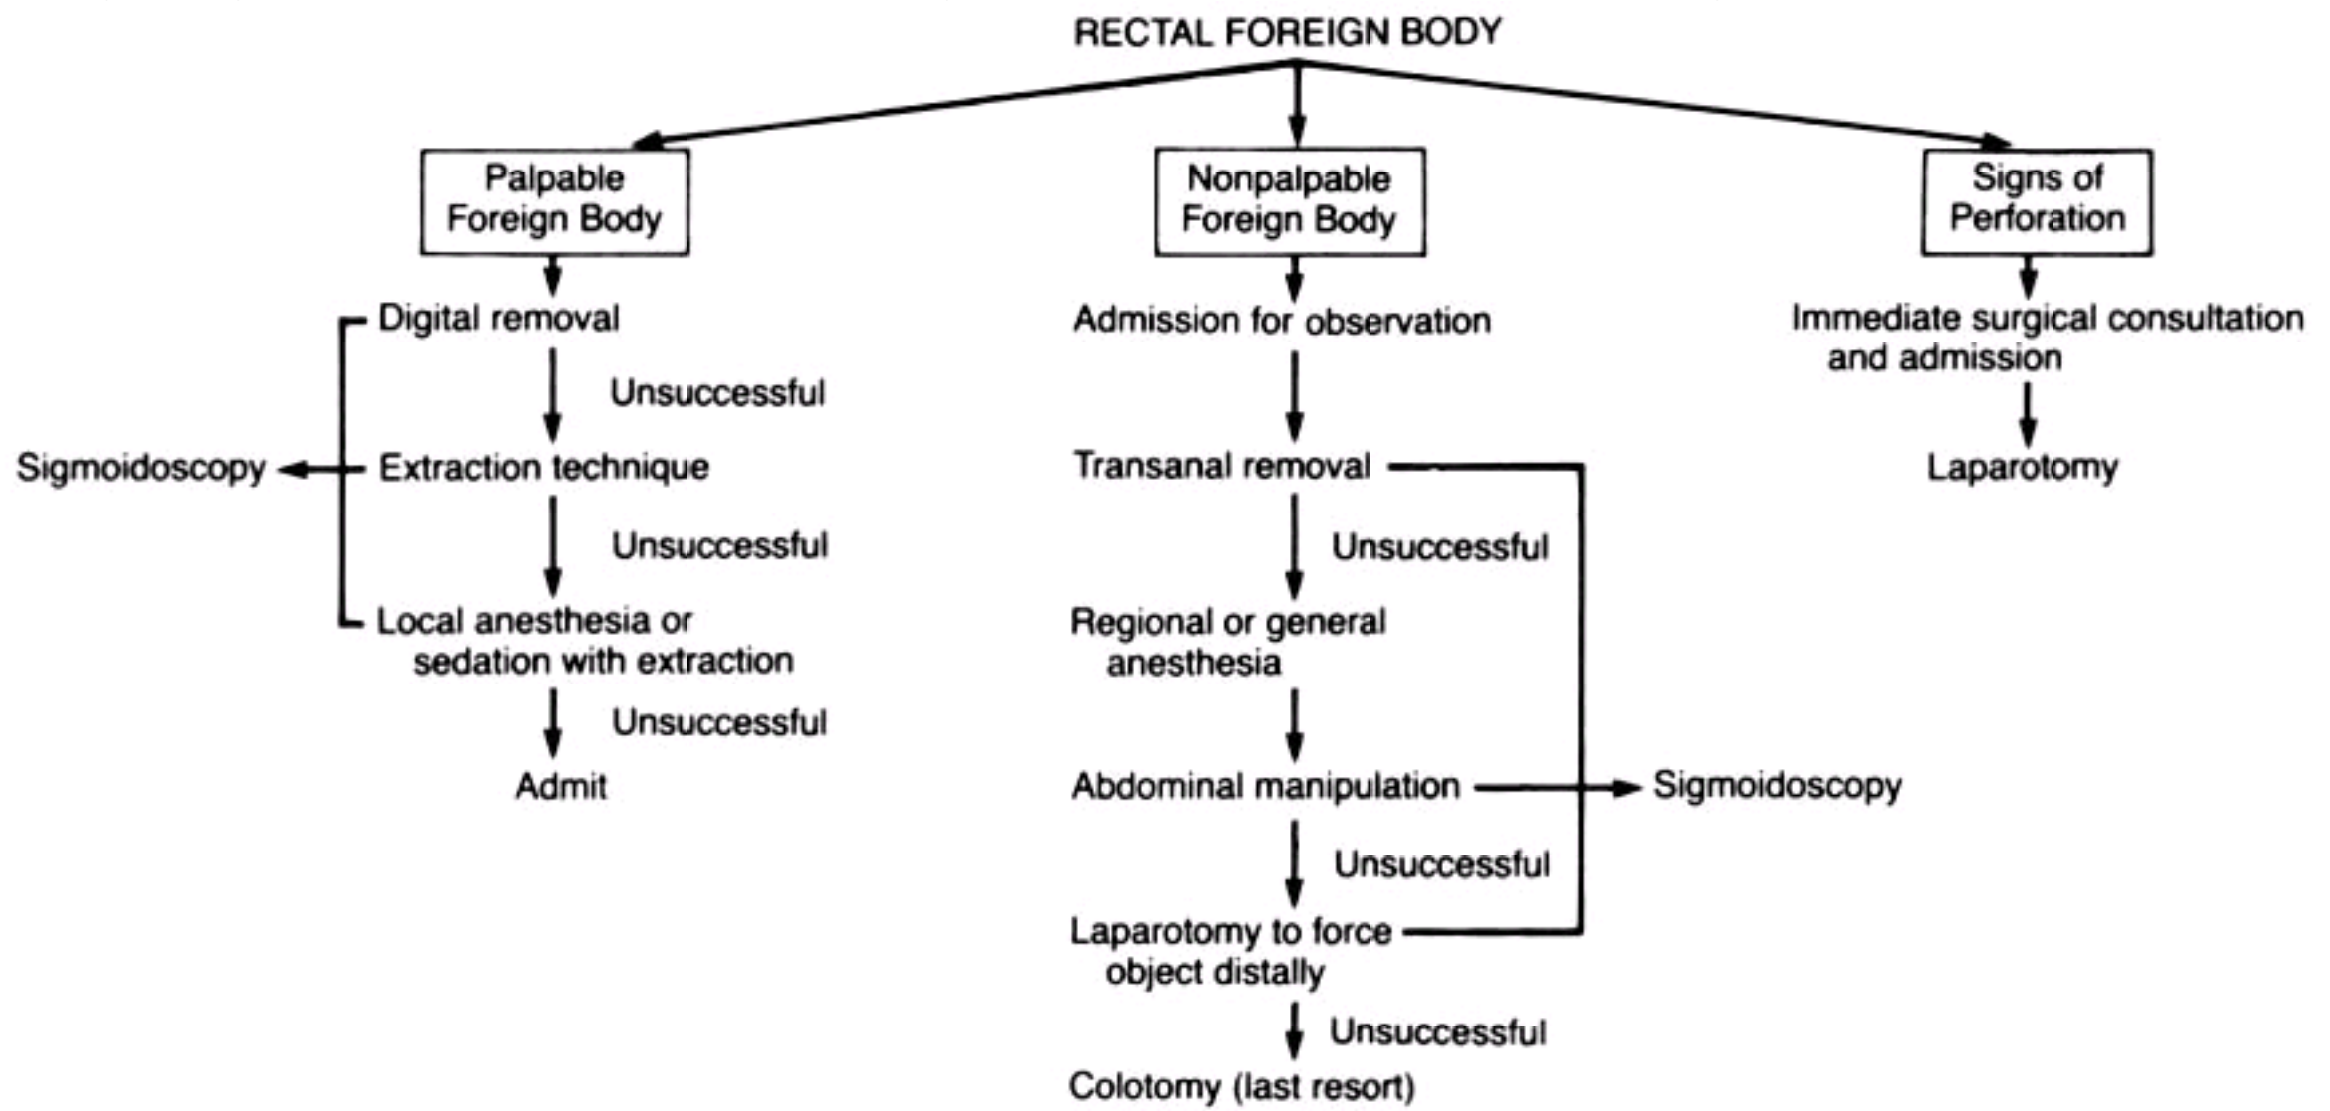 RECTAL FOREIGN BODY
Palpable
Foreign Body
Digital removal
Unsuccessful
Sigmoidoscopy
Extraction technique
Unsuccessful
Local anesthesia or
sedation with extraction
Unsuccessful
Admit
Nonpalpable
Foreign Body
Admission for observation
Transanal removal
Unsuccessful
Regional or general
anesthesia
Abdominal manipulation
Sigmoidoscopy
Unsuccessful
Laparotomy to force
object distally
Unsuccessful
Colotomy (last resort)
Signs of
Perforation
Immediate surgical consultation
and admission
Laparotomy